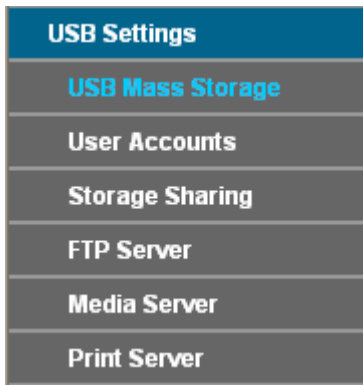 USB Settings
USB Mass Storage
User Accounts
Storage Sharing
FTP Server
Media Server
Print Server